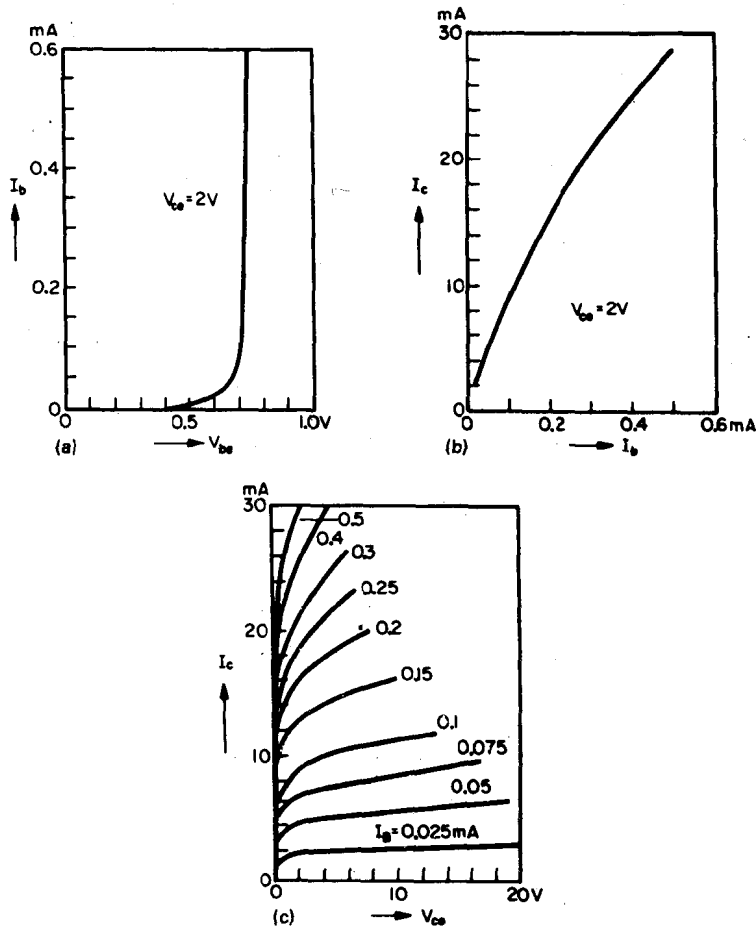 mA
0.6
0.4
I_b
V_ce = 2V
0.2
0
0 0.5 1.0V
(a) V_be
mA
30
20
I_c
10
V_ce = 2V
0
0 0.2 0.4 0.6 mA
(b) I_b
mA
30
0.5
0.4
0.3
0.25
20
0.2
I_c
0.15
0.1
10
0.075
0.05
I_B = 0.025mA
0
0 10 20V
(c) V_ce